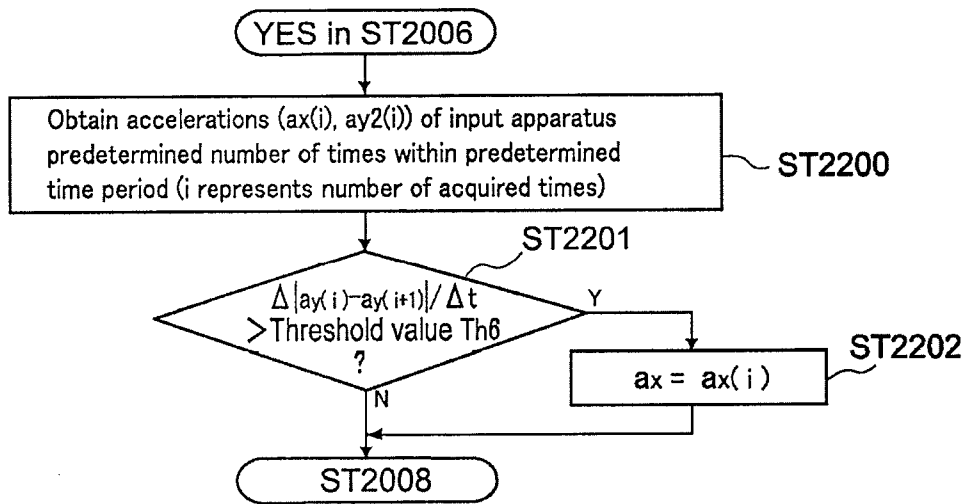 YES in ST2006
Obtain accelerations (ax(i), ay2(i)) of input apparatus
predetermined number of times within predetermined
time period (i represents number of acquired times)
ST2200
ST2201
Δ|ay(i)-ay(i+1)|/Δt
>Threshold value Th6
?
Y
ST2202
ax = ax(i)
N
ST2008